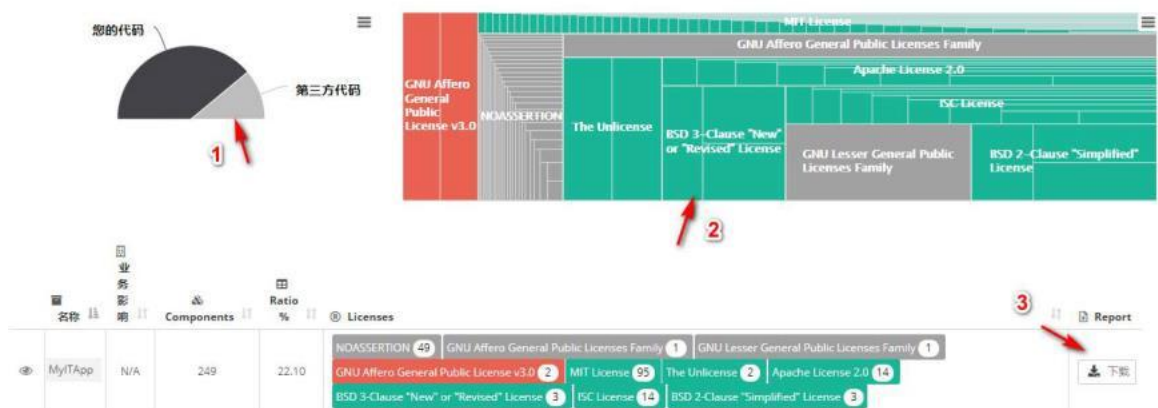 您的代码
第三方代码
1
MIT License
GNU Affero General Public Licenses Family
GNU Affero General Public License v3.0
NOASSERTION
The Unlicense
Apache License 2.0
BSD 3-Clause "New" or "Revised" License
ISC License
GNU Lesser General Public Licenses Family
BSD 2-Clause "Simplified" License
2
3
名称
业务影响
Components
Ratio %
Licenses
Report
MyITApp
N/A
249
22.10
NOASSERTION 49 GNU Affero General Public Licenses Family 1 GNU Lesser General Public Licenses Family 1
GNU Affero General Public License v3.0 2 MIT License 95 The Unlicense 2 Apache License 2.0 14
BSD 3-Clause "New" or "Revised" License 3 ISC License 14 BSD 2-Clause "Simplified" License 3
下载